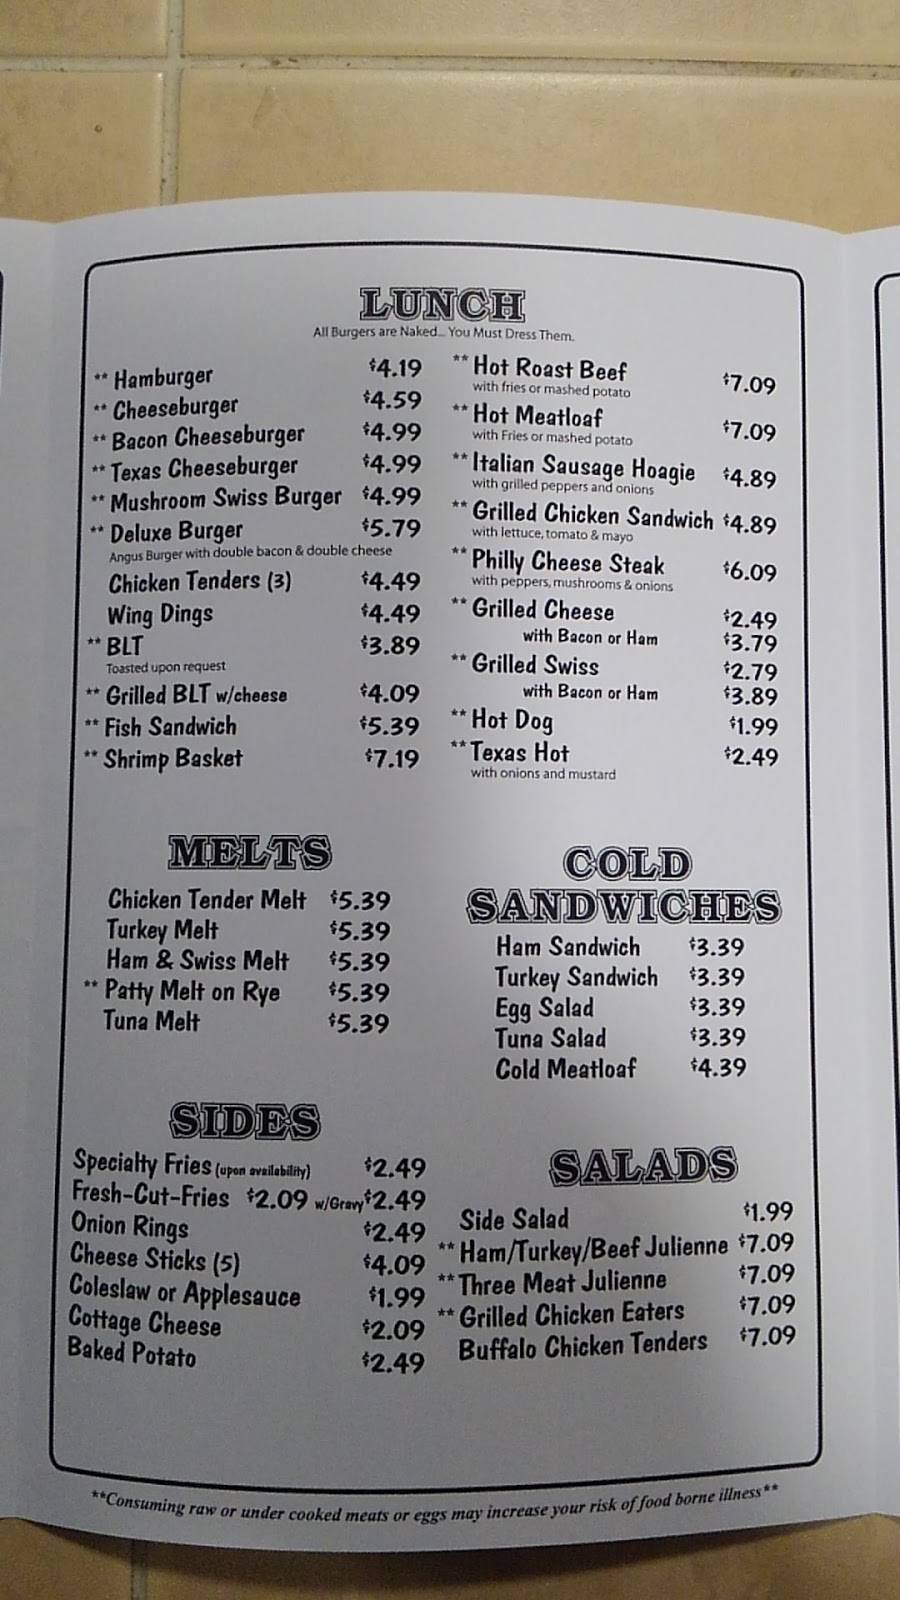 LUNCH
All Burgers are Naked... You Must Dress Them.
** Hamburger $4.19
** Cheeseburger $4.59
** Bacon Cheeseburger $4.99
** Texas Cheeseburger $4.99
** Mushroom Swiss Burger $4.99
** Deluxe Burger $5.79
Angus Burger with double bacon & double cheese
Chicken Tenders (3) $4.49
Wing Dings $4.49
** BLT $3.89
Toasted upon request
** Grilled BLT w/cheese $4.09
** Fish Sandwich $5.39
** Shrimp Basket $7.19
** Hot Roast Beef $7.09
with fries or mashed potato
** Hot Meatloaf $7.09
with Fries or mashed potato
** Italian Sausage Hoagie $4.89
with grilled peppers and onions
** Grilled Chicken Sandwich $4.89
with lettuce, tomato & mayo
** Philly Cheese Steak $6.09
with peppers, mushrooms & onions
** Grilled Cheese $2.49
with Bacon or Ham $3.79
** Grilled Swiss $2.79
with Bacon or Ham $3.89
** Hot Dog $1.99
** Texas Hot $2.49
with onions and mustard
MELTS
Chicken Tender Melt $5.39
Turkey Melt $5.39
Ham & Swiss Melt $5.39
** Patty Melt on Rye $5.39
Tuna Melt $5.39
COLD
SANDWICHES
Ham Sandwich $3.39
Turkey Sandwich $3.39
Egg Salad $3.39
Tuna Salad $3.39
Cold Meatloaf $4.39
SIDES
Specialty Fries (upon availability) $2.49
Fresh-Cut-Fries $2.09 w/Gravy $2.49
Onion Rings $2.49
Cheese Sticks (5) $4.09
Coleslaw or Applesauce $1.99
Cottage Cheese $2.09
Baked Potato $2.49
SALADS
Side Salad $1.99
** Ham/Turkey/Beef Julienne $7.09
** Three Meat Julienne $7.09
** Grilled Chicken Eaters $7.09
Buffalo Chicken Tenders $7.09
**Consuming raw or under cooked meats or eggs may increase your risk of food borne illness**